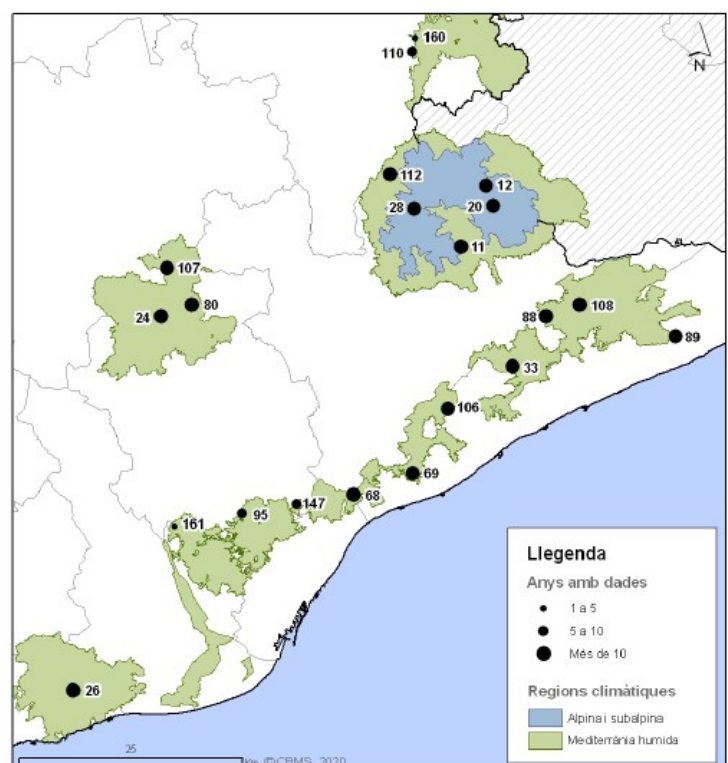 160
110
N
112
12
28
20
11
107
80
24
108
88
89
33
106
69
68
147
95
161
26
Llegenda
Anys amb dades
1 a 5
5 a 10
Més de 10
Regions climàtiques
Alpina i subalpina
Mediterrània humida
25
Km ©CBMS, 2020